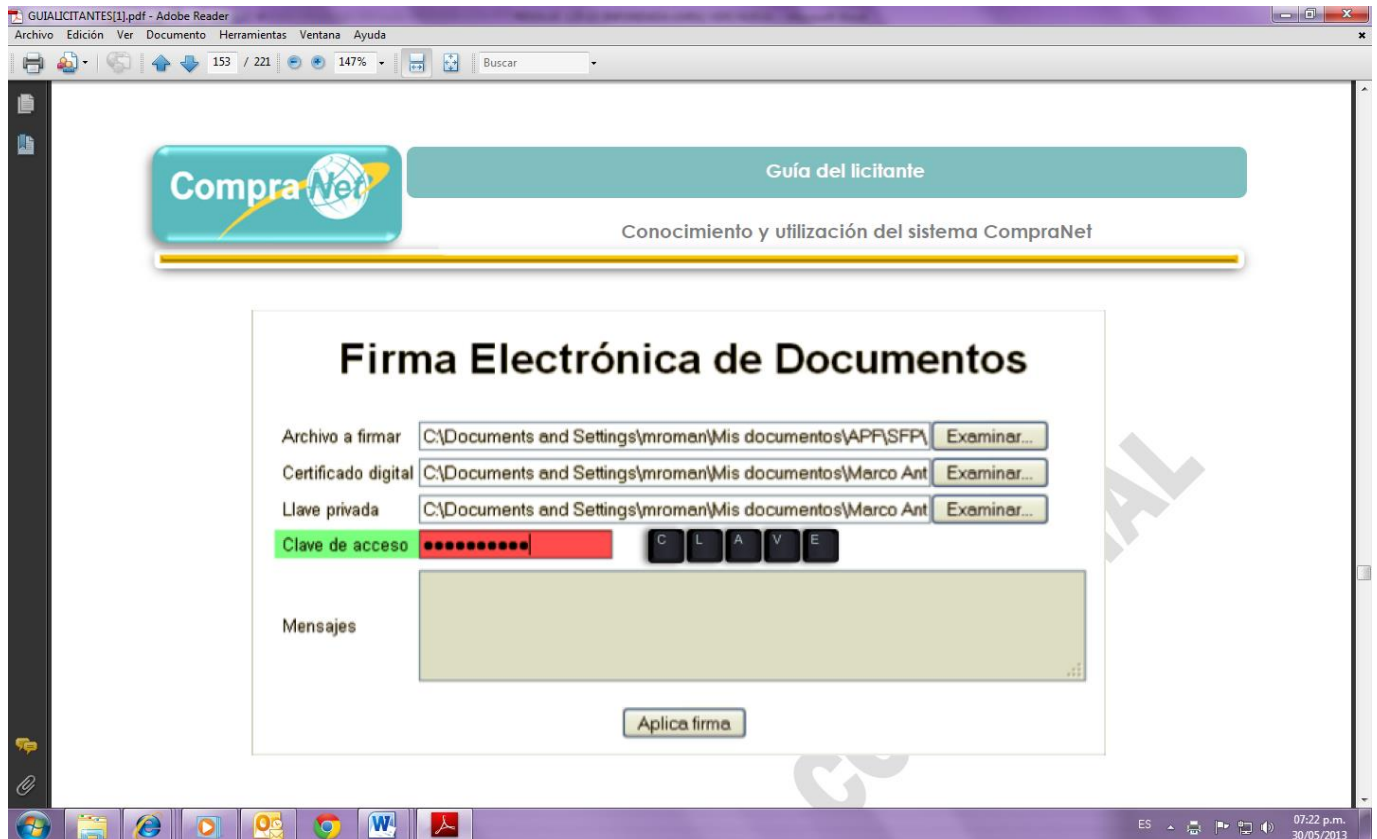 GUIALICITANTES[1].pdf - Adobe Reader
Archivo Edición Ver Documento Herramientas Ventana Ayuda
153 / 221 147% Buscar
CompraNet
Guía del licitante
Conocimiento y utilización del sistema CompraNet
Firma Electrónica de Documentos
Archivo a firmar C:\Documents and Settings\mroman\Mis documentos\APF\SFP\ Examinar...
Certificado digital C:\Documents and Settings\mroman\Mis documentos\Marco Ant Examinar...
Llave privada C:\Documents and Settings\mroman\Mis documentos\Marco Ant Examinar...
Clave de acceso ●●●●●●●●●● C L A V E
Mensajes
Aplica firma
ES 07:22 p.m.
30/05/2013